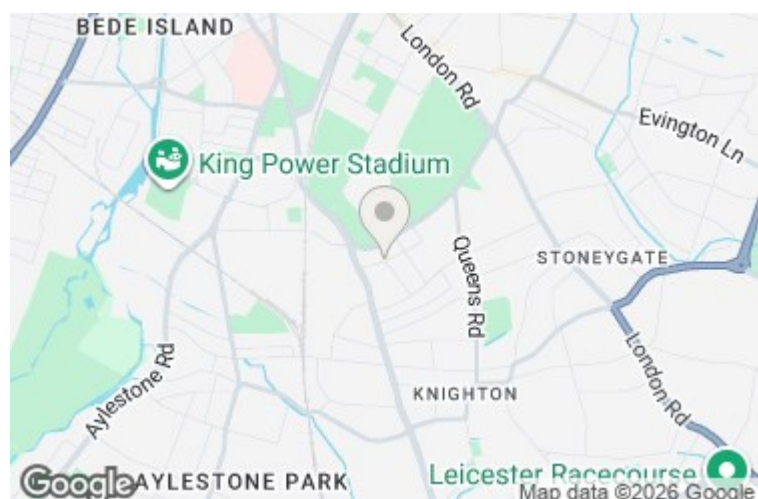 BEDE ISLAND
London Rd
Evington Ln
King Power Stadium
Queens Rd
STONEYGATE
Aylestone Rd
London Rd
KNIGHTON
Leicester Racecourse
Google
AYLESTONE PARK
Map data ©2026 Google